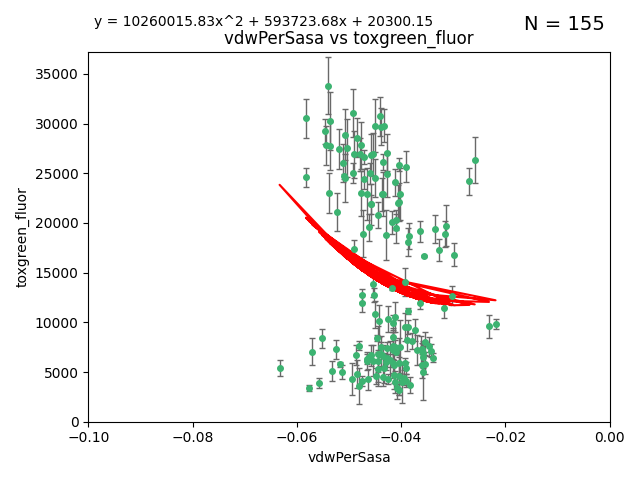 y = 10260015.83x^2 + 593723.68x + 20300.15
N = 155
vdwPerSasa vs toxgreen_fluor
toxgreen_fluor
35000
30000
25000
20000
15000
10000
5000
0
−0.10
−0.08
−0.06
−0.04
−0.02
0.00
vdwPerSasa